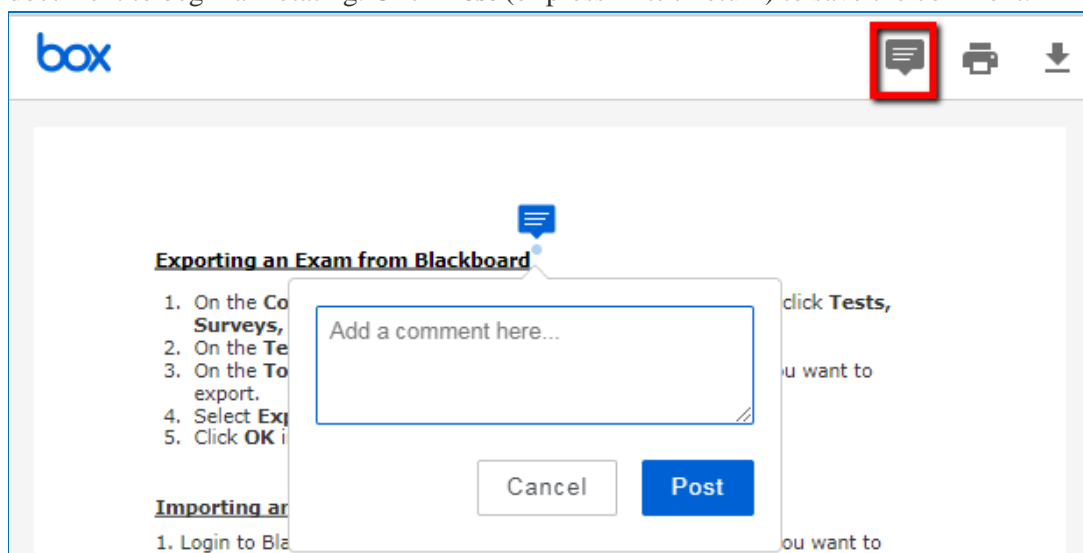 box
Exporting an Exam from Blackboard
1. On the Co click Tests,
Surveys,
2. On the Te
3. On the To u want to
export.
4. Select Exp
5. Click OK i
Add a comment here...
Cancel
Post
Importing an
1. Login to Bla ou want to